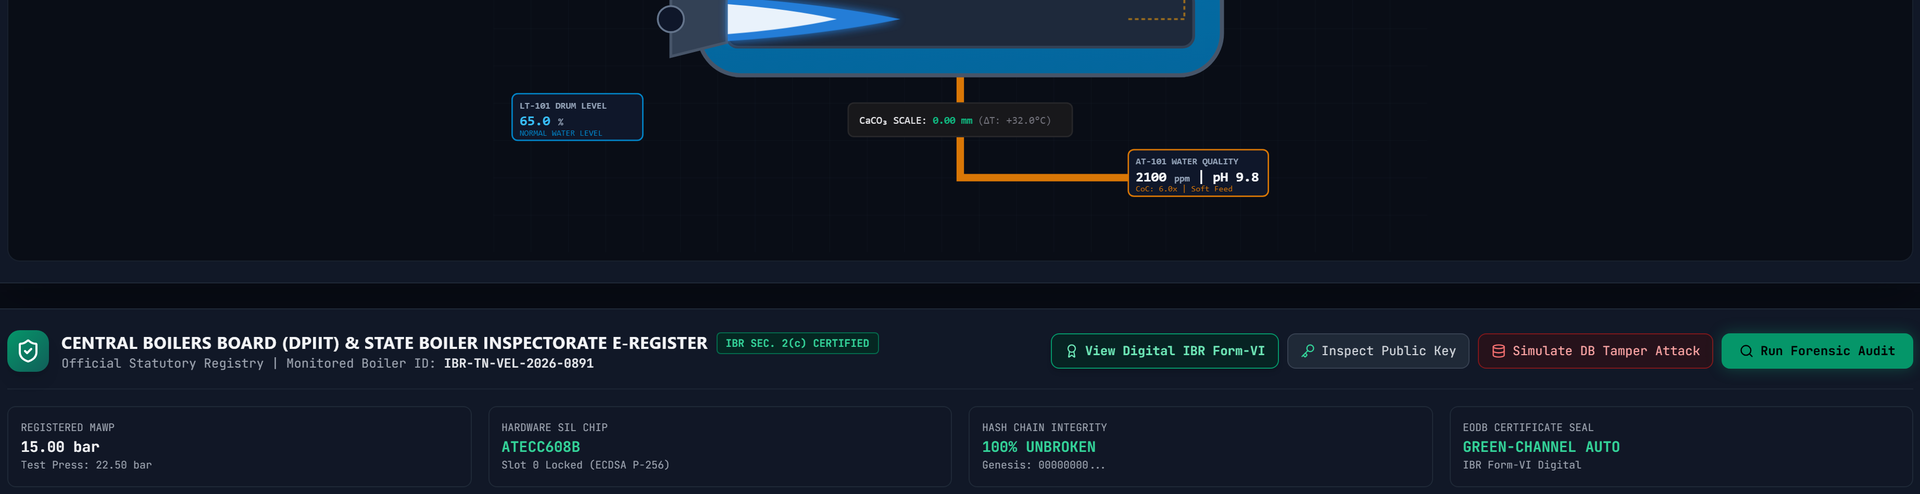 LT-101 DRUM LEVEL
65.0 %
NORMAL WATER LEVEL
CaCO₃ SCALE: 0.00 mm (ΔT: +32.0°C)
AT-101 WATER QUALITY
2100 ppm | pH 9.8
CoC: 6.0x | Soft Feed
CENTRAL BOILERS BOARD (DPIIT) & STATE BOILER INSPECTORATE E-REGISTER
IBR SEC. 2(c) CERTIFIED
Official Statutory Registry | Monitored Boiler ID: IBR-TN-VEL-2026-0891
View Digital IBR Form-VI
Inspect Public Key
Simulate DB Tamper Attack
Run Forensic Audit
REGISTERED MAWP
15.00 bar
Test Press: 22.50 bar
HARDWARE SIL CHIP
ATECC608B
Slot 0 Locked (ECDSA P-256)
HASH CHAIN INTEGRITY
100% UNBROKEN
Genesis: 00000000...
EODB CERTIFICATE SEAL
GREEN-CHANNEL AUTO
IBR Form-VI Digital